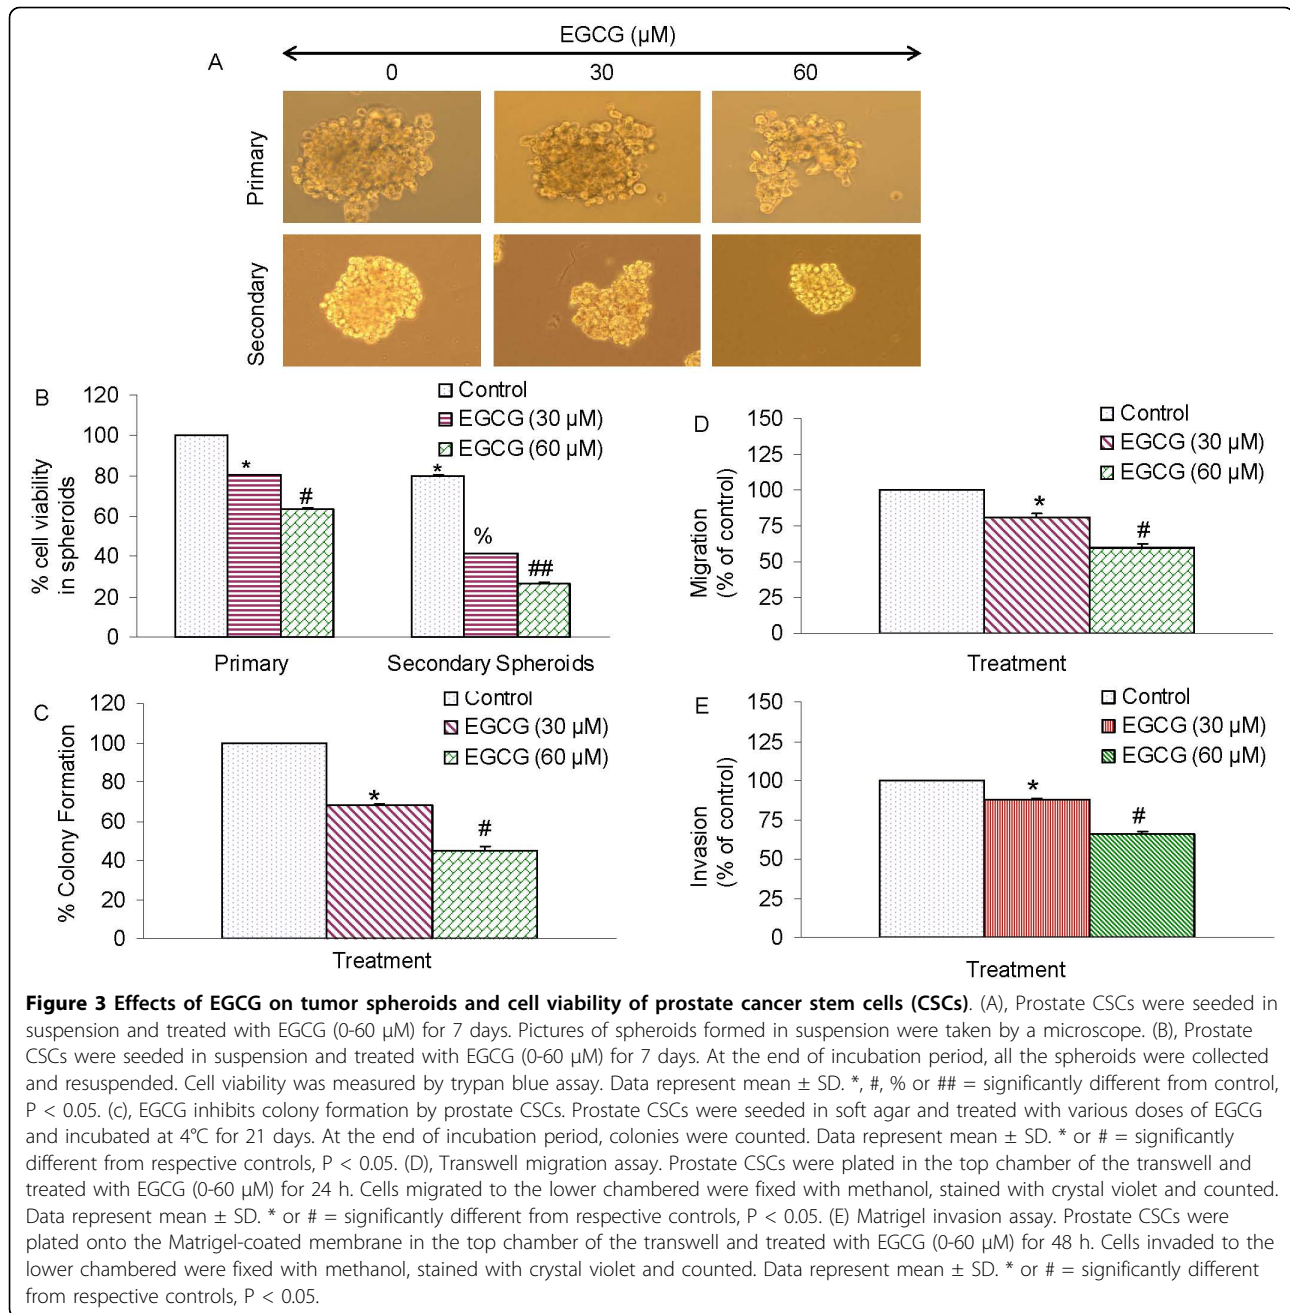 EGCG (µM)
A
0 30 60
Primary
Secondary
B
120
100
80
60
40
20
0
% cell viability
in spheroids
Control
EGCG (30 µM)
EGCG (60 µM)
*
#
*
%
##
Primary Secondary Spheroids
D
150
125
100
75
50
25
0
Migration
(% of control)
Control
EGCG (30 µM)
EGCG (60 µM)
*
#
Treatment
C
120
100
80
60
40
20
0
% Colony Formation
Control
EGCG (30 µM)
EGCG (60 µM)
*
#
Treatment
E
150
125
100
75
50
25
0
Invasion
(% of control)
Control
EGCG (30 µM)
EGCG (60 µM)
*
#
Treatment
Figure 3 Effects of EGCG on tumor spheroids and cell viability of prostate cancer stem cells (CSCs). (A), Prostate CSCs were seeded in
suspension and treated with EGCG (0-60 µM) for 7 days. Pictures of spheroids formed in suspension were taken by a microscope. (B), Prostate
CSCs were seeded in suspension and treated with EGCG (0-60 µM) for 7 days. At the end of incubation period, all the spheroids were collected
and resuspended. Cell viability was measured by trypan blue assay. Data represent mean ± SD. *, #, % or ## = significantly different from control,
P < 0.05. (c), EGCG inhibits colony formation by prostate CSCs. Prostate CSCs were seeded in soft agar and treated with various doses of EGCG
and incubated at 4°C for 21 days. At the end of incubation period, colonies were counted. Data represent mean ± SD. * or # = significantly
different from respective controls, P < 0.05. (D), Transwell migration assay. Prostate CSCs were plated in the top chamber of the transwell and
treated with EGCG (0-60 µM) for 24 h. Cells migrated to the lower chambered were fixed with methanol, stained with crystal violet and counted.
Data represent mean ± SD. * or # = significantly different from respective controls, P < 0.05. (E) Matrigel invasion assay. Prostate CSCs were
plated onto the Matrigel-coated membrane in the top chamber of the transwell and treated with EGCG (0-60 µM) for 48 h. Cells invaded to the
lower chambered were fixed with methanol, stained with crystal violet and counted. Data represent mean ± SD. * or # = significantly different
from respective controls, P < 0.05.